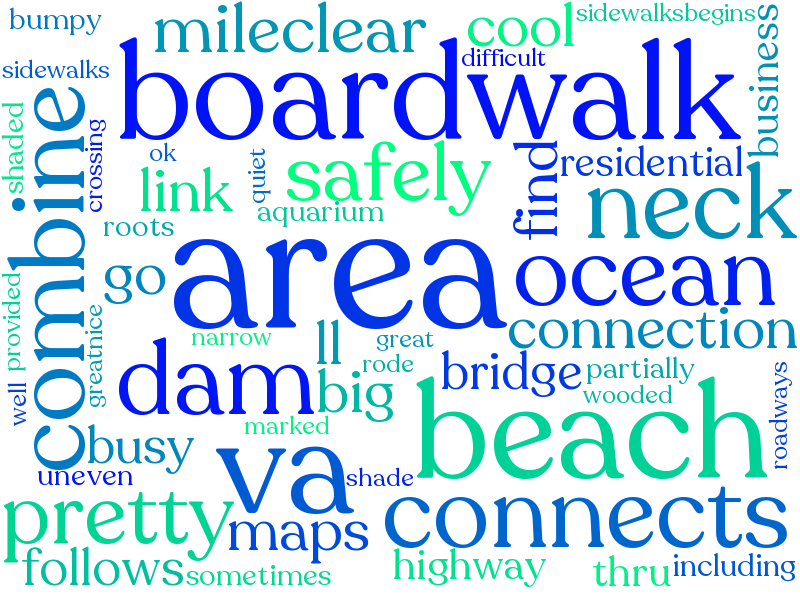 bumpy
mileclear
cool
sidewalksbegins
sidewalks
boardwalk
difficult
business
shaded
combine
crossing
ok
link
quiet
safely
find
residential
aquarium
neck
roots
go
area
ocean
provided
greatnice
narrow
ll
great
connection
well
dam
big
rode
bridge
partially
wooded
roadways
busy
marked
beach
uneven
va
shade
pretty
maps
connects
follows
sometimes
highway
thru
including